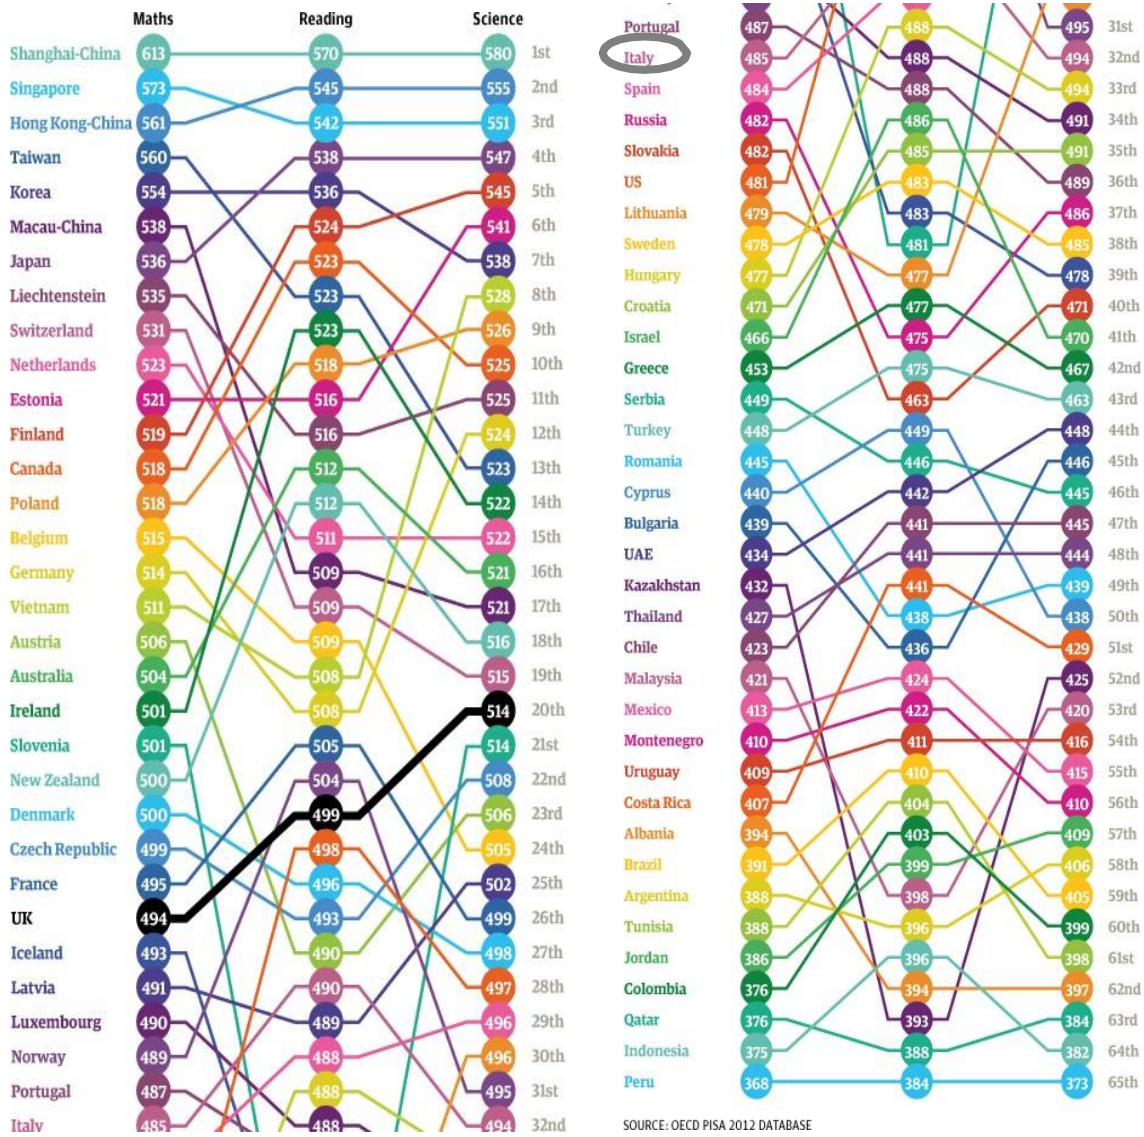 Maths Reading Science
Shanghai-China 613 570 580 1st
Singapore 573 545 555 2nd
Hong Kong-China 561 542 551 3rd
Taiwan 560 538 547 4th
Korea 554 536 545 5th
Macau-China 538 524 541 6th
Japan 536 523 538 7th
Liechtenstein 535 523 528 8th
Switzerland 531 523 526 9th
Netherlands 523 518 525 10th
Estonia 521 516 525 11th
Finland 519 516 524 12th
Canada 518 512 523 13th
Poland 518 512 522 14th
Belgium 515 511 522 15th
Germany 514 509 521 16th
Vietnam 511 509 521 17th
Austria 506 509 516 18th
Australia 504 508 515 19th
Ireland 501 508 514 20th
Slovenia 501 505 514 21st
New Zealand 500 504 508 22nd
Denmark 500 499 506 23rd
Czech Republic 499 498 505 24th
France 495 496 502 25th
UK 494 493 499 26th
Iceland 493 490 498 27th
Latvia 491 490 497 28th
Luxembourg 490 489 496 29th
Norway 489 488 496 30th
Portugal 487 488 495 31st
Italy 485 488 494 32nd
Portugal 487 488 495 31st
Italy 485 488 494 32nd
Spain 484 488 494 33rd
Russia 482 486 491 34th
Slovakia 482 485 491 35th
US 481 483 489 36th
Lithuania 479 483 486 37th
Sweden 478 481 485 38th
Hungary 477 477 478 39th
Croatia 471 477 471 40th
Israel 466 475 470 41th
Greece 453 475 467 42nd
Serbia 449 463 463 43rd
Turkey 448 449 448 44th
Romania 445 446 446 45th
Cyprus 440 442 445 46th
Bulgaria 439 441 445 47th
UAE 434 441 444 48th
Kazakhstan 432 441 439 49th
Thailand 427 438 438 50th
Chile 423 436 429 51st
Malaysia 421 424 425 52nd
Mexico 413 422 420 53rd
Montenegro 410 411 416 54th
Uruguay 409 410 415 55th
Costa Rica 407 404 410 56th
Albania 394 403 409 57th
Brazil 391 399 406 58th
Argentina 388 398 405 59th
Tunisia 388 396 399 60th
Jordan 386 396 398 61st
Colombia 376 394 397 62nd
Qatar 376 393 384 63rd
Indonesia 375 388 382 64th
Peru 368 384 373 65th
SOURCE: OECD PISA 2012 DATABASE